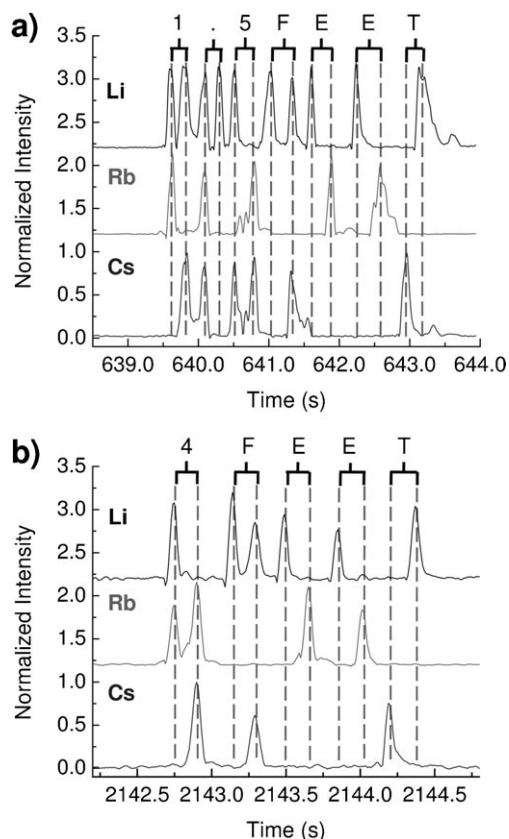 a)
1 . 5 F E E T
Normalized Intensity
3.5
3.0
2.5
2.0
1.5
1.0
0.5
0.0
Li
Rb
Cs
639.0 640.0 641.0 642.0 643.0 644.0
Time (s)
b)
4 F E E T
Normalized Intensity
3.5
3.0
2.5
2.0
1.5
1.0
0.5
0.0
Li
Rb
Cs
2142.5 2143.0 2143.5 2144.0 2144.5
Time (s)